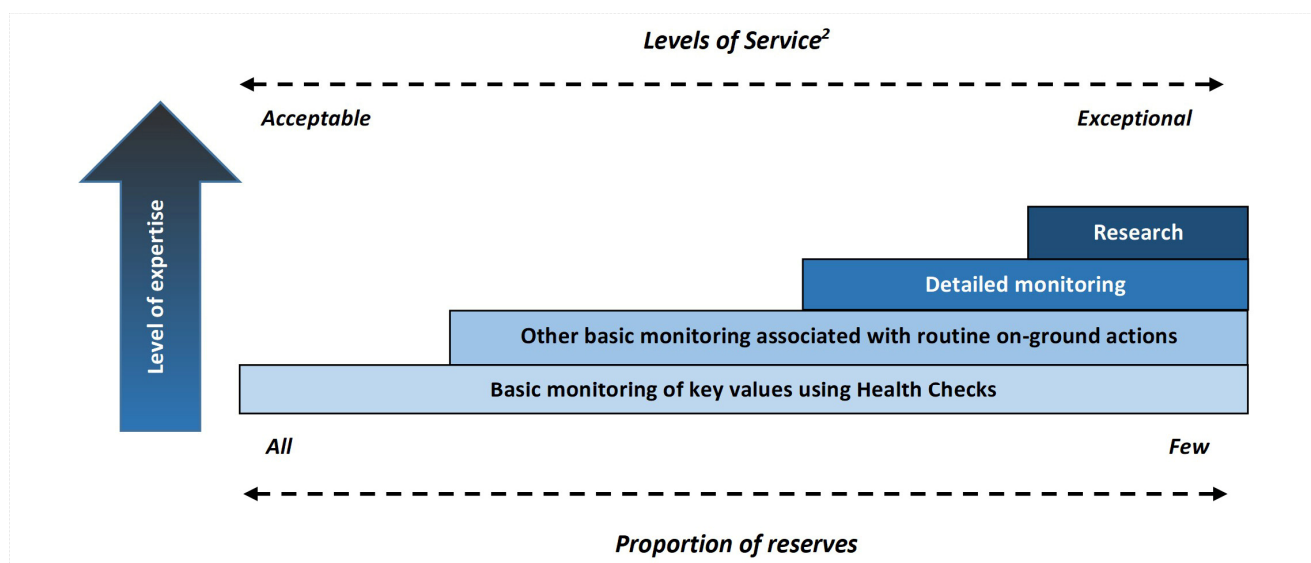 Levels of Service²
Acceptable
Exceptional
Level of expertise
Research
Detailed monitoring
Other basic monitoring associated with routine on-ground actions
Basic monitoring of key values using Health Checks
All
Few
Proportion of reserves